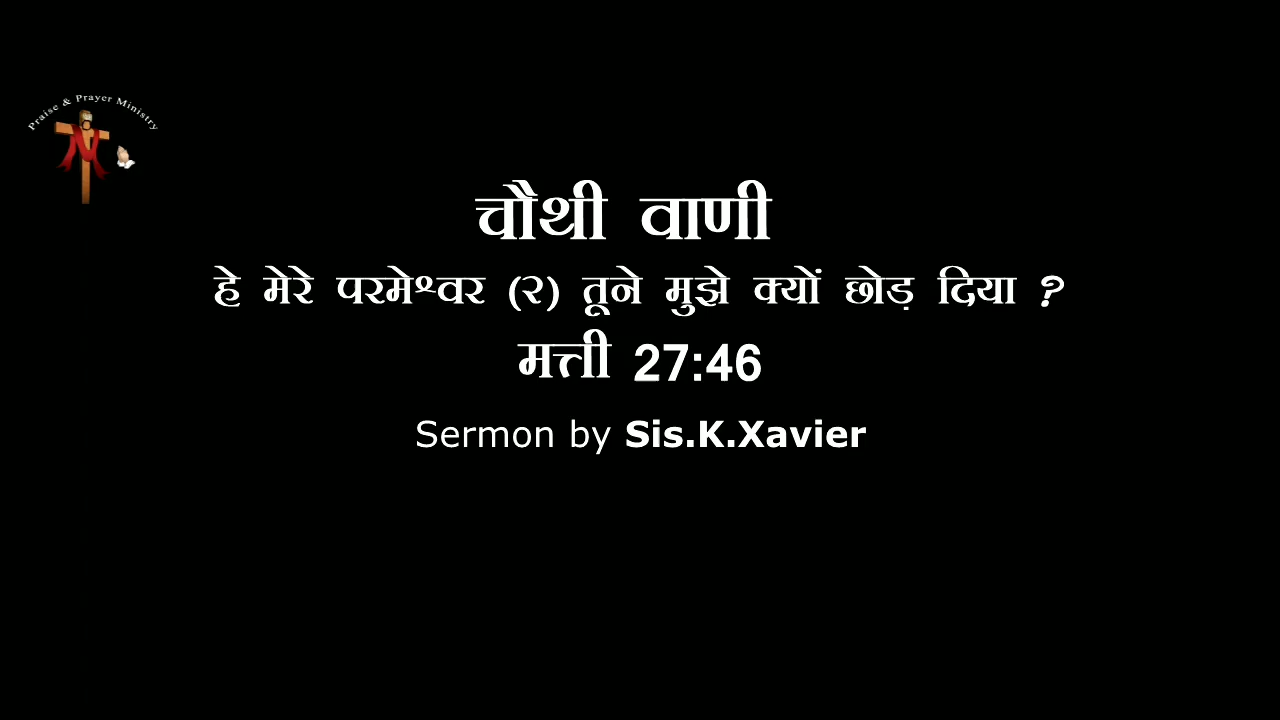 Praise & Prayer Ministry
चौथी वाणी
हे मेरे परमेश्वर (२) तूने मुझे क्यों छोड़ दिया ?
मत्ती 27:46
Sermon by Sis.K.Xavier